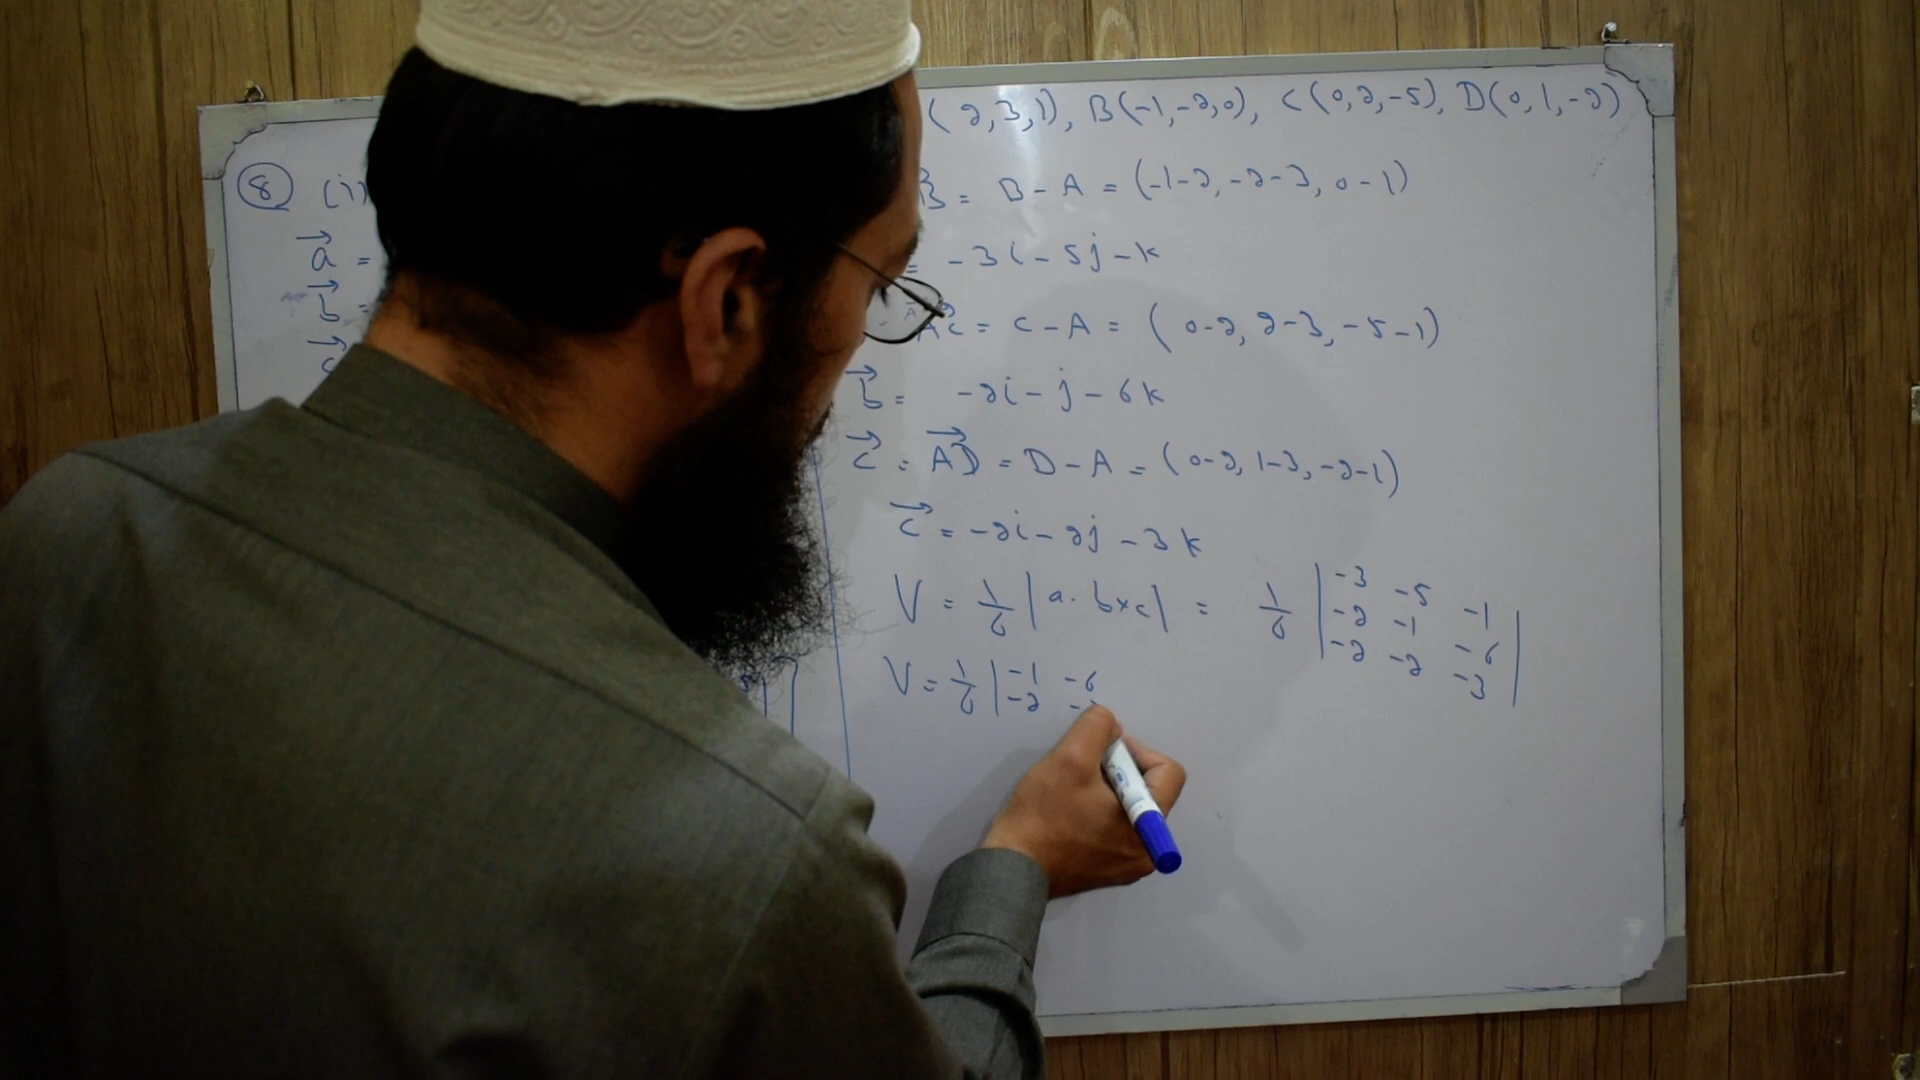 (2,3,1), B(-1,-2,0), C(0,2,-5), D(0,1,-2)
⑧ (i)
= B - A = (-1-2, -2-3, 0-1)
a⃗ =
= -3i - 5j - k
b⃗ =
AC = C - A = (0-2, 2-3, -5-1)
b⃗ = -2i - j - 6k
c⃗ = AD⃗ = D - A = (0-2, 1-3, -2-1)
c⃗ = -2i - 2j - 3k
V = 1/6 |a . b×c| = 1/6 | -3 -5 -1
-2 -1 -6
-2 -2 -3 |
V = 1/6 | -1 -6
-2